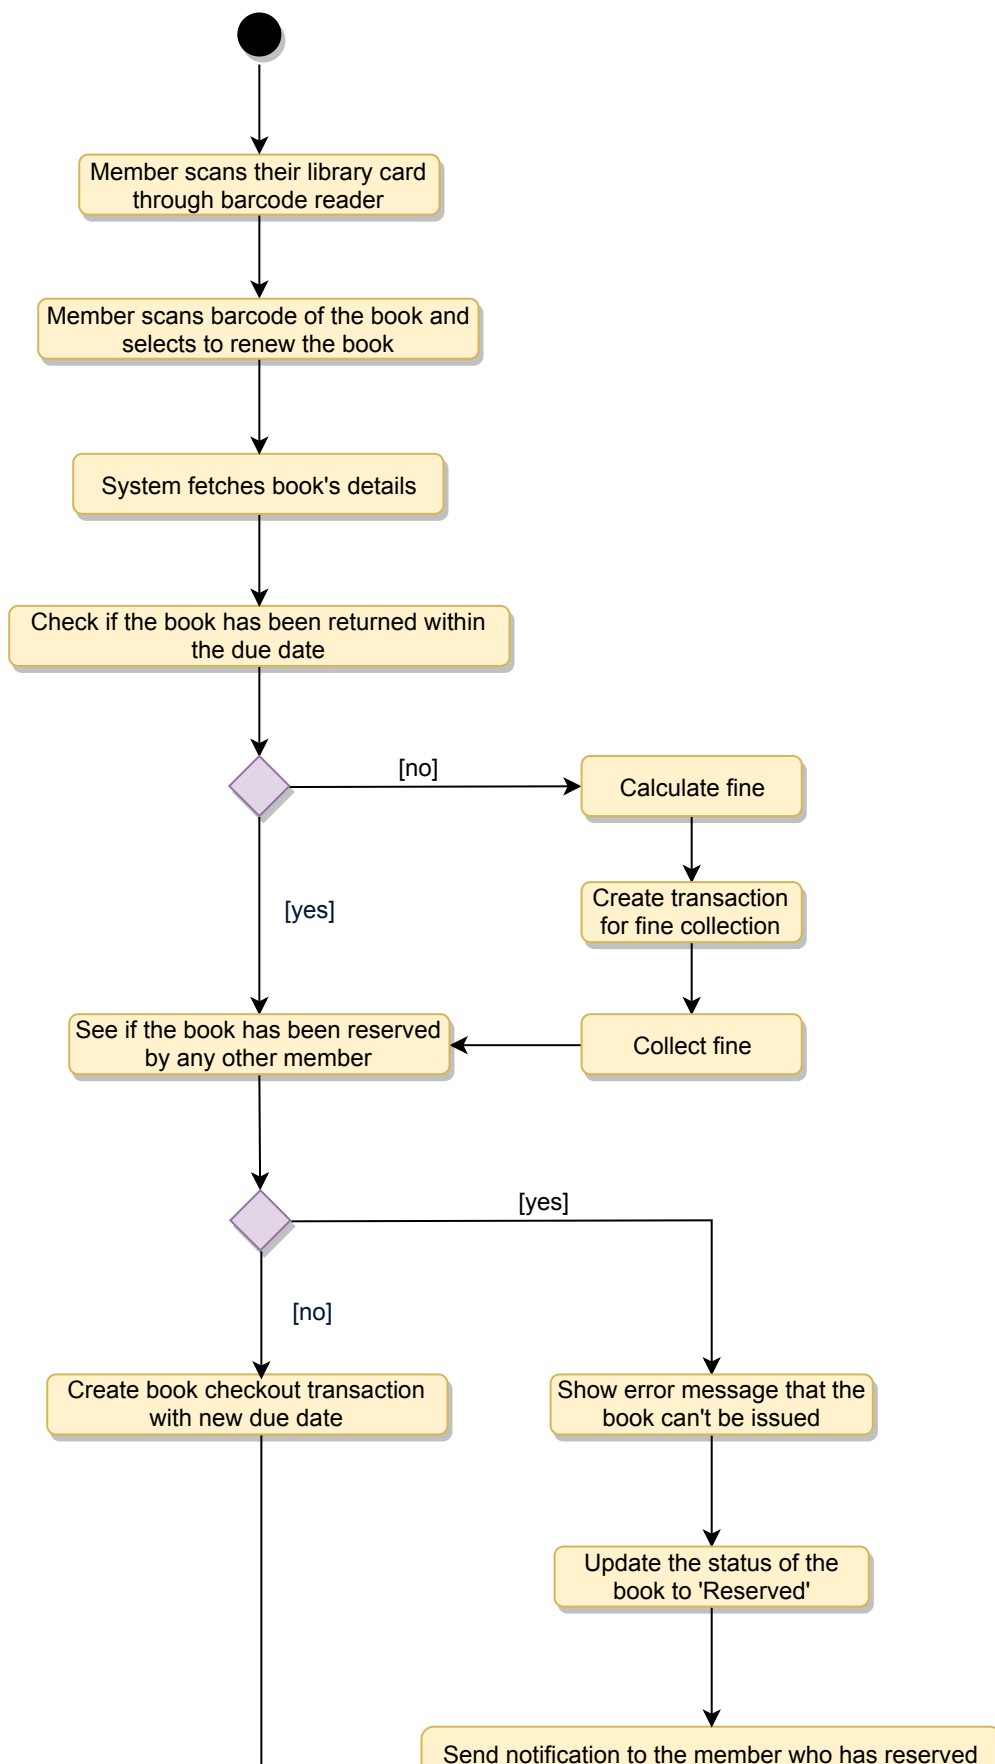 Member scans their library card
through barcode reader
Member scans barcode of the book and
selects to renew the book
System fetches book's details
Check if the book has been returned within
the due date
[no]
Calculate fine
[yes]
Create transaction
for fine collection
See if the book has been reserved
by any other member
Collect fine
[yes]
[no]
Create book checkout transaction
with new due date
Show error message that the
book can't be issued
Update the status of the
book to 'Reserved'
Send notification to the member who has reserved